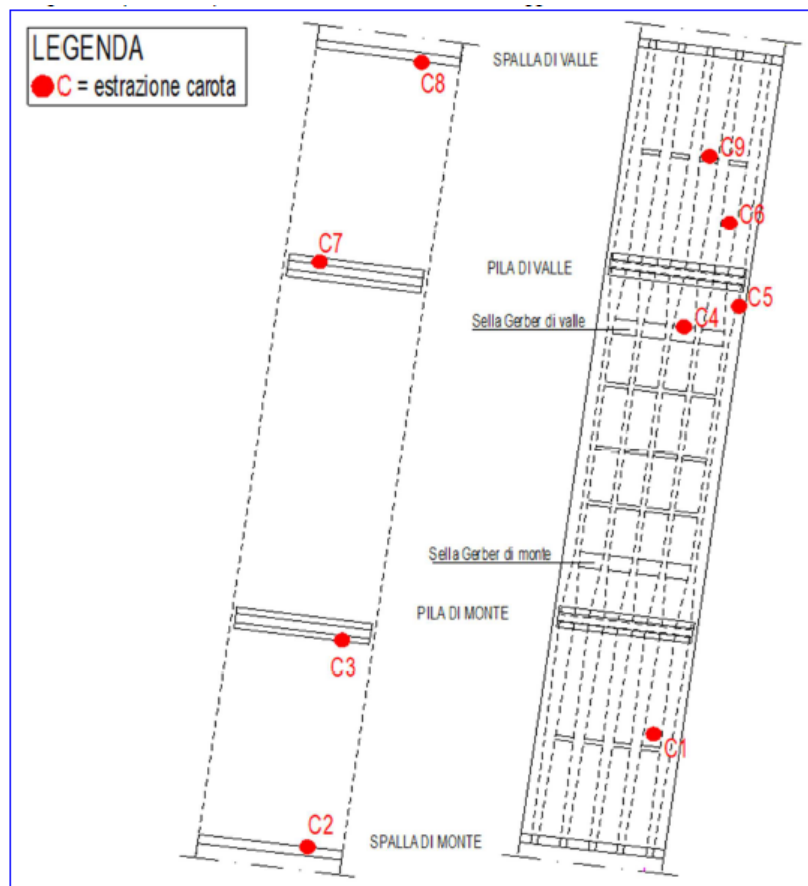 LEGENDA
C = estrazione carota
C8
SPALLA DI VALLE
C9
C6
C7
PILA DI VALLE
C5
C4
Sella Gerber di valle
Sella Gerber di monte
PILA DI MONTE
C3
C1
C2
SPALLA DI MONTE